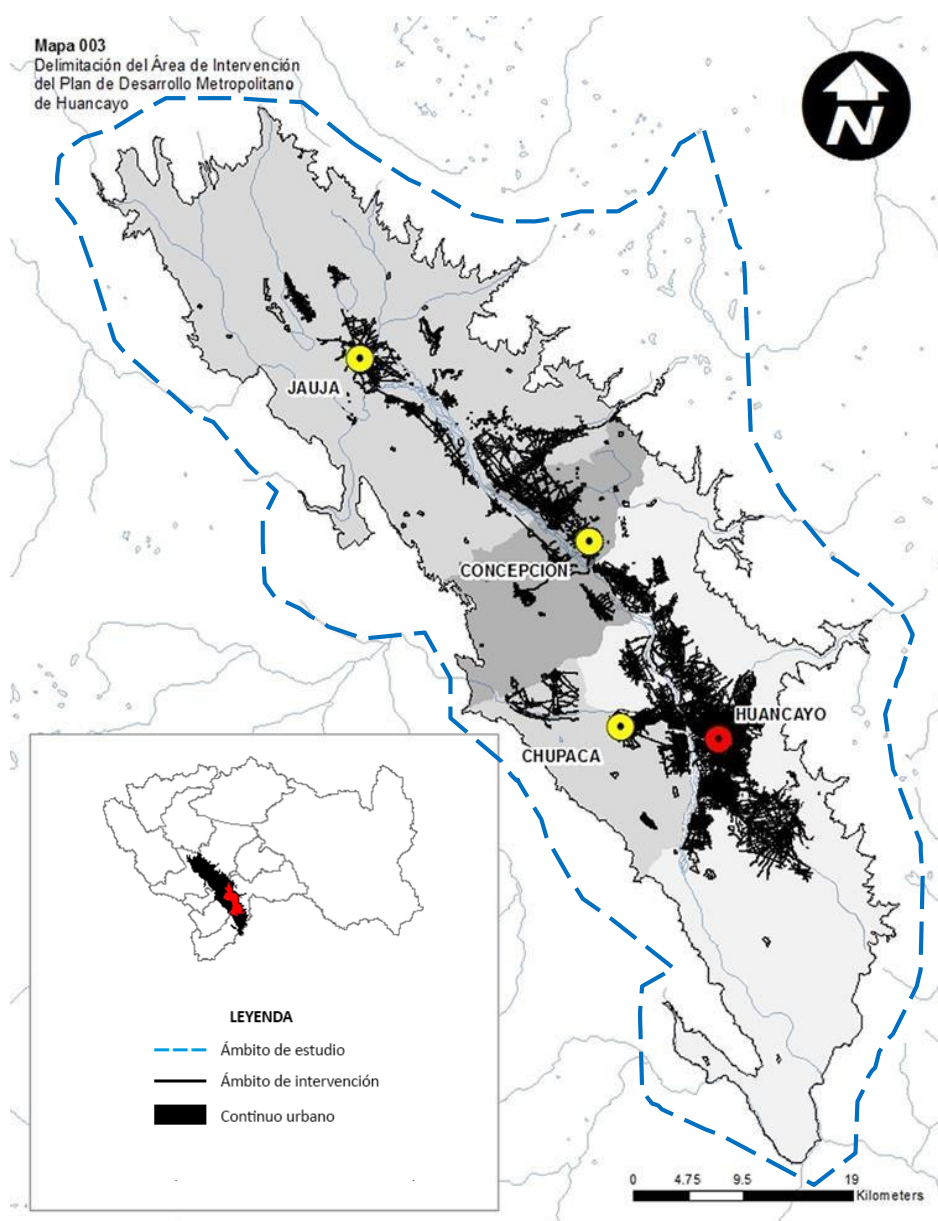 Mapa 003
Delimitación del Área de Intervención
del Plan de Desarrollo Metropolitano
de Huancayo
N
JAUJA
CONCEPCION
HUANCAYO
CHUPACA
LEYENDA
Ámbito de estudio
Ámbito de intervención
Continuo urbano
0 4.75 9.5 19
Kilometers